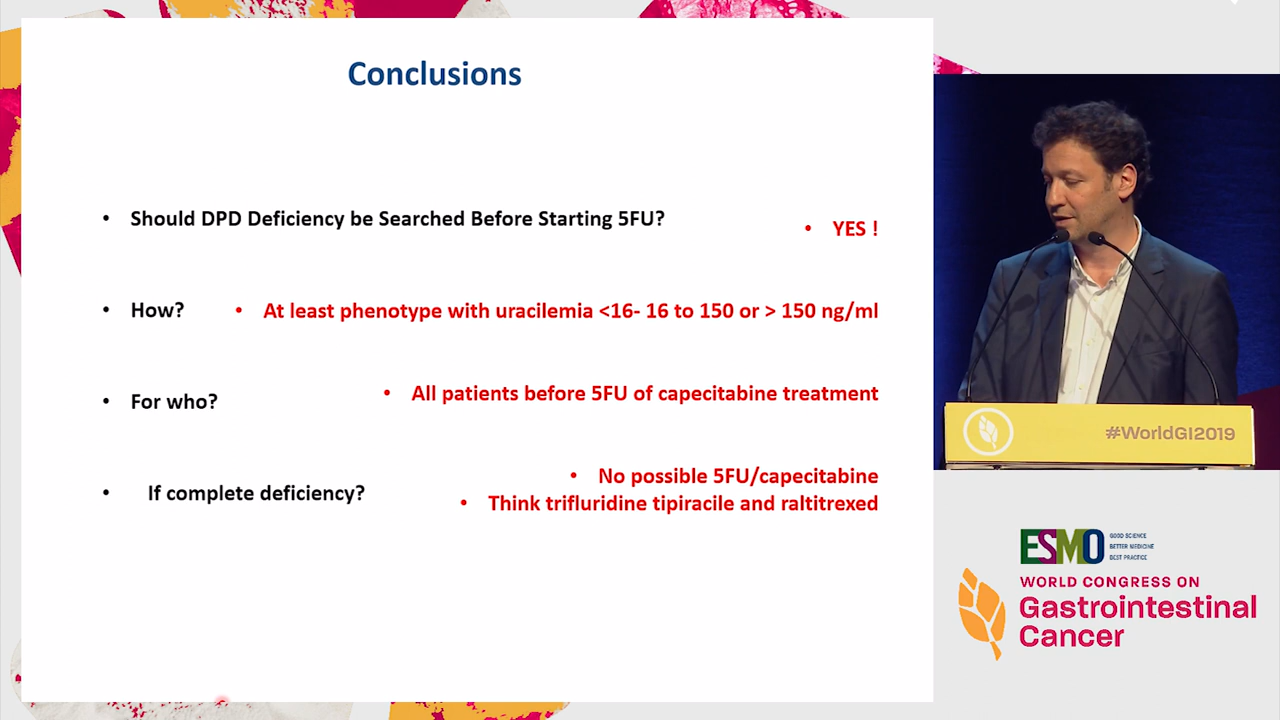 Conclusions
• Should DPD Deficiency be Searched Before Starting 5FU?
• YES !
• How?
• At least phenotype with uracilemia <16- 16 to 150 or > 150 ng/ml
• For who?
• All patients before 5FU of capecitabine treatment
• If complete deficiency?
• No possible 5FU/capecitabine
• Think trifluridine tipiracile and raltitrexed
#WorldGI2019
ESMO
GOOD SCIENCE
BETTER MEDICINE
BEST PRACTICE
WORLD CONGRESS ON
Gastrointestinal
Cancer